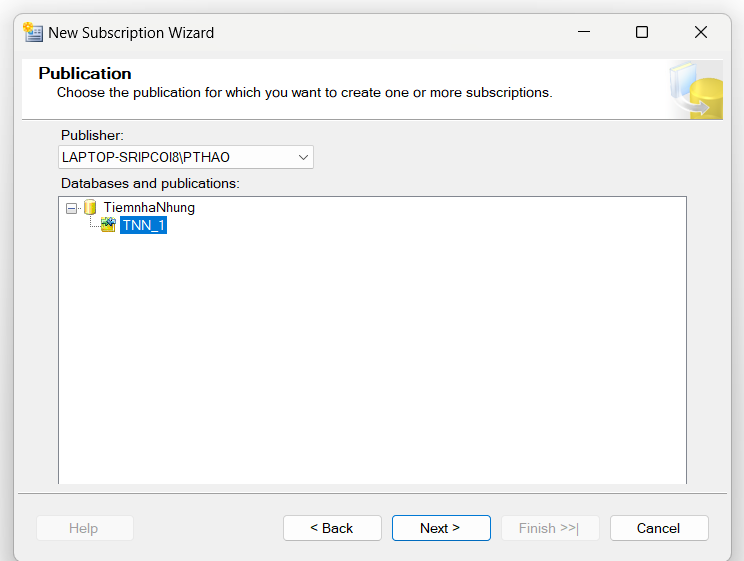 New Subscription Wizard
Publication
Choose the publication for which you want to create one or more subscriptions.
Publisher:
LAPTOP-SRIPCOI8\PTHAO
Databases and publications:
TiemnhaNhung
TNN_1
Help
< Back
Next >
Finish >>|
Cancel